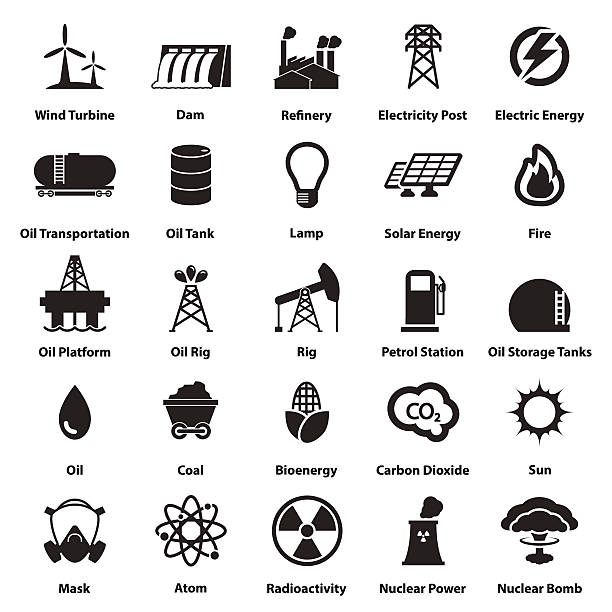 Wind Turbine
Dam
Refinery
Electricity Post
Electric Energy
Oil Transportation
Oil Tank
Lamp
Solar Energy
Fire
Oil Platform
Oil Rig
Rig
Petrol Station
Oil Storage Tanks
CO₂
Oil
Coal
Bioenergy
Carbon Dioxide
Sun
Mask
Atom
Radioactivity
Nuclear Power
Nuclear Bomb